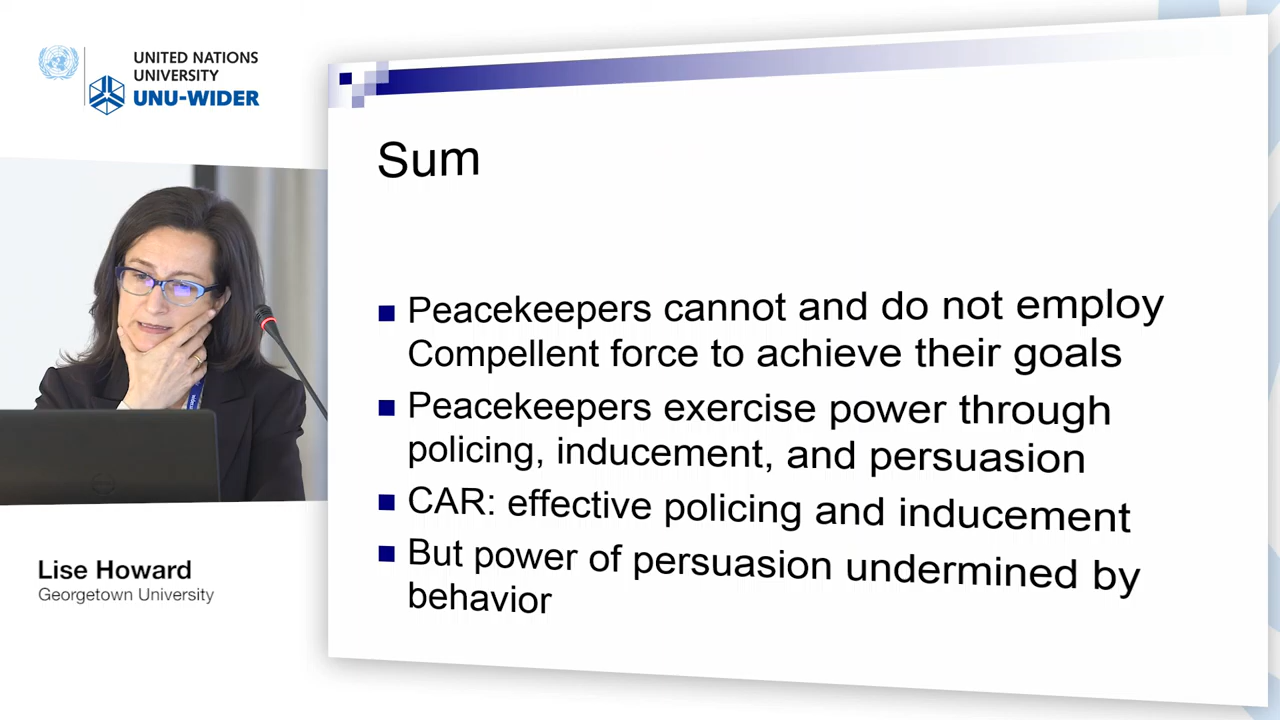 UNITED NATIONS
UNIVERSITY
UNU-WIDER
Lise Howard
Georgetown University
Sum
Peacekeepers cannot and do not employ
Compellent force to achieve their goals
Peacekeepers exercise power through
policing, inducement, and persuasion
CAR: effective policing and inducement
But power of persuasion undermined by
behavior